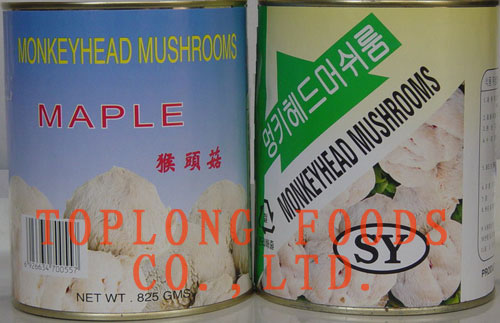 MONKEYHEAD MUSHROOMS
MAPLE
猴頭菇
NET WT. 825 GMS
멍키헤드머쉬룸
MONKEYHEAD MUSHROOMS
SY
TOPLONG FOODS
CO., LTD.